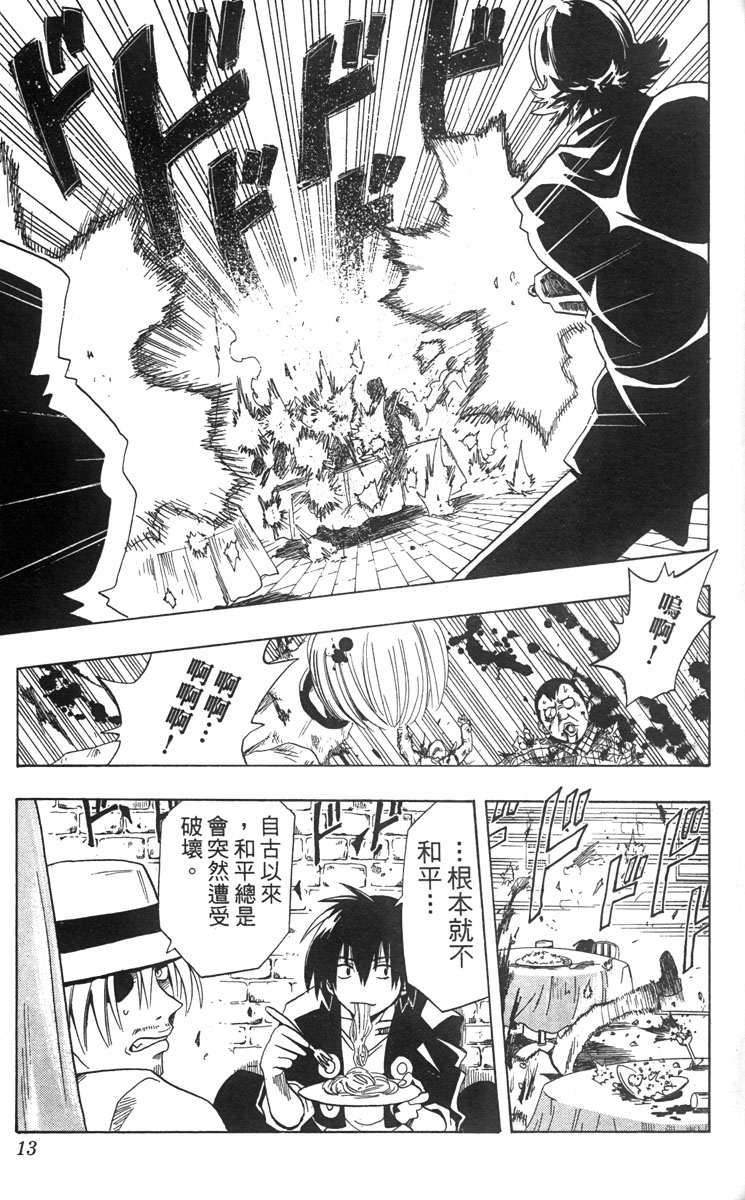 ドドドドドド
嗚啊！
啊啊…
啊啊啊！
ドドドド
…根本就不
和平…
自古以來
，和平總是
會突然遭受
破壞。
13